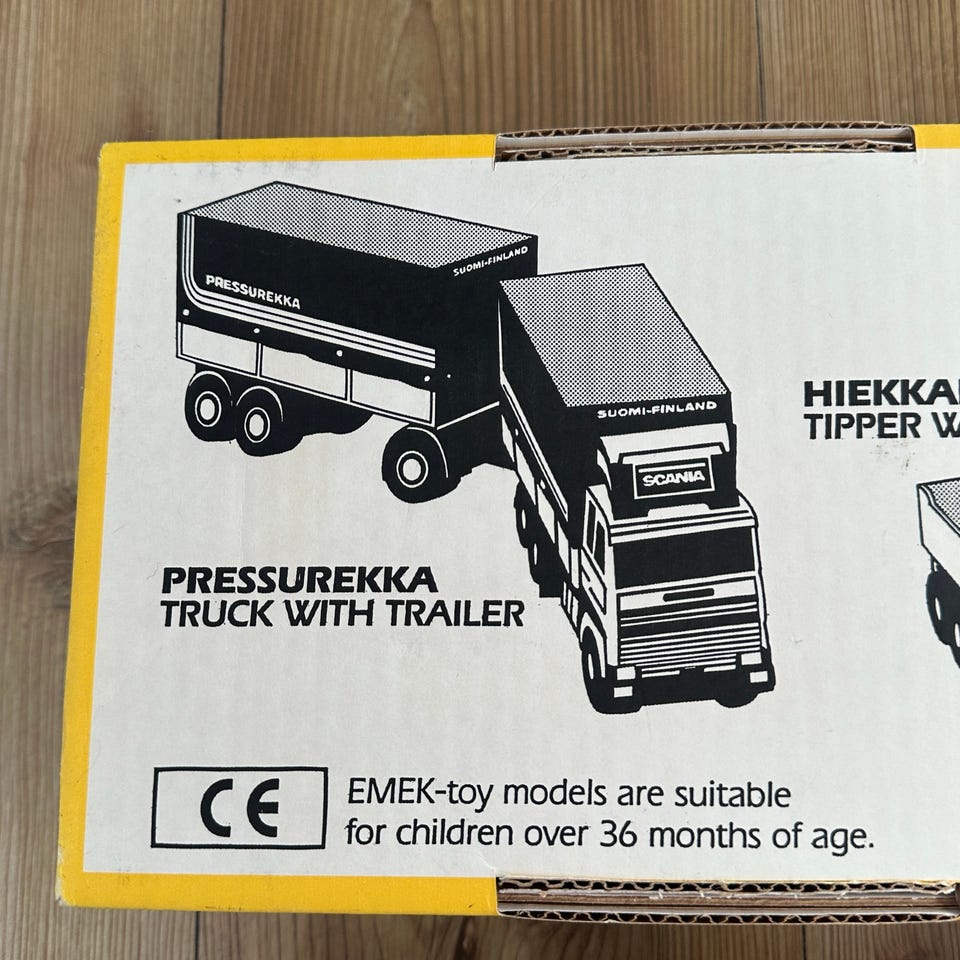 SUOMI-FINLAND
PRESSUREKKA
SUOMI-FINLAND
SCANIA
HIEKKA
TIPPER W
PRESSUREKKA
TRUCK WITH TRAILER
CE
EMEK-toy models are suitable
for children over 36 months of age.